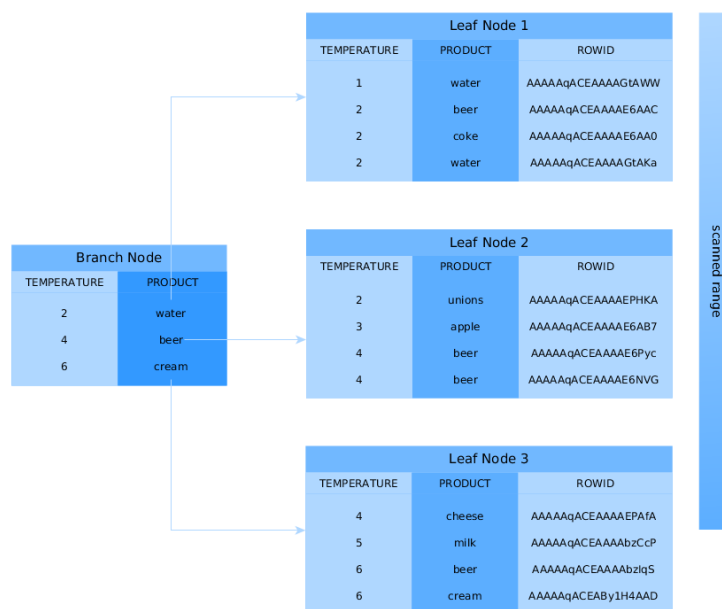 Leaf Node 1
TEMPERATURE PRODUCT ROWID
1 water AAAAAqACEAAAAGtAWW
2 beer AAAAAqACEAAAAE6AAC
2 coke AAAAAqACEAAAAE6AA0
2 water AAAAAqACEAAAAGtAKa
Branch Node
TEMPERATURE PRODUCT
2 water
4 beer
6 cream
Leaf Node 2
TEMPERATURE PRODUCT ROWID
2 unions AAAAAqACEAAAAEPHKA
3 apple AAAAAqACEAAAAE6AB7
4 beer AAAAAqACEAAAAE6Pyc
4 beer AAAAAqACEAAAAE6NVG
Leaf Node 3
TEMPERATURE PRODUCT ROWID
4 cheese AAAAAqACEAAAAEPAfA
5 milk AAAAAqACEAAAAbzCcP
6 beer AAAAAqACEAAAAbzIqS
6 cream AAAAAqACEABy1H4AAD
scanned range